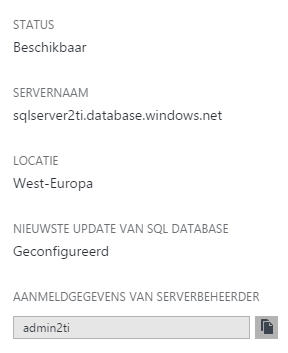 STATUS
Beschikbaar
SERVERNAAM
sqlserver2ti.database.windows.net
LOCATIE
West-Europa
NIEUWSTE UPDATE VAN SQL DATABASE
Geconfigureerd
AANMELDGEGEVENS VAN SERVERBEHEERDER
admin2ti